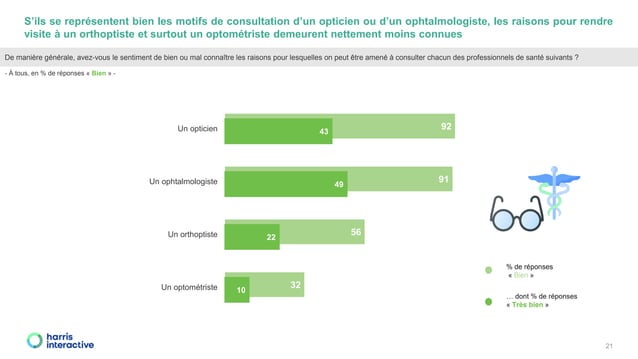 S’ils se représentent bien les motifs de consultation d’un opticien ou d’un ophtalmologiste, les raisons pour rendre
visite à un orthoptiste et surtout un optométriste demeurent nettement moins connues
De manière générale, avez-vous le sentiment de bien ou mal connaître les raisons pour lesquelles on peut être amené à consulter chacun des professionnels de santé suivants ?
- À tous, en % de réponses « Bien » -
Un opticien
43
92
Un ophtalmologiste
49
91
Un orthoptiste
22
56
Un optométriste
10
32
% de réponses
« Bien »
… dont % de réponses
« Très bien »
harris
interactive
21